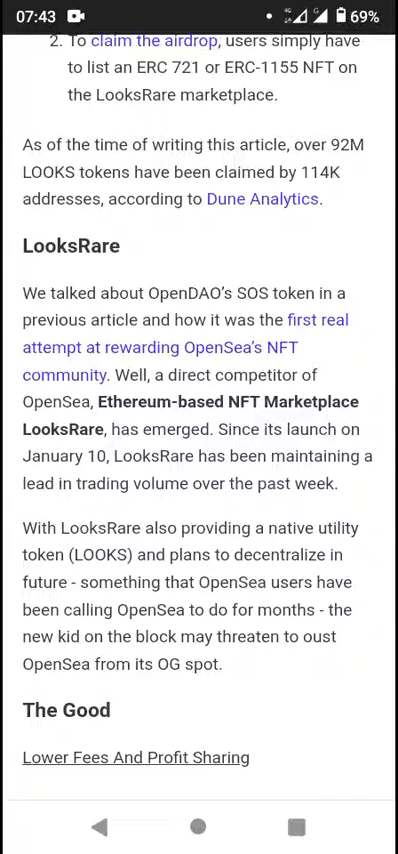 07:43
69%
2. To claim the airdrop, users simply have
to list an ERC 721 or ERC-1155 NFT on
the LooksRare marketplace.
As of the time of writing this article, over 92M
LOOKS tokens have been claimed by 114K
addresses, according to Dune Analytics.
LooksRare
We talked about OpenDAO’s SOS token in a
previous article and how it was the first real
attempt at rewarding OpenSea’s NFT
community. Well, a direct competitor of
OpenSea, Ethereum-based NFT Marketplace
LooksRare, has emerged. Since its launch on
January 10, LooksRare has been maintaining a
lead in trading volume over the past week.
With LooksRare also providing a native utility
token (LOOKS) and plans to decentralize in
future - something that OpenSea users have
been calling OpenSea to do for months - the
new kid on the block may threaten to oust
OpenSea from its OG spot.
The Good
Lower Fees And Profit Sharing